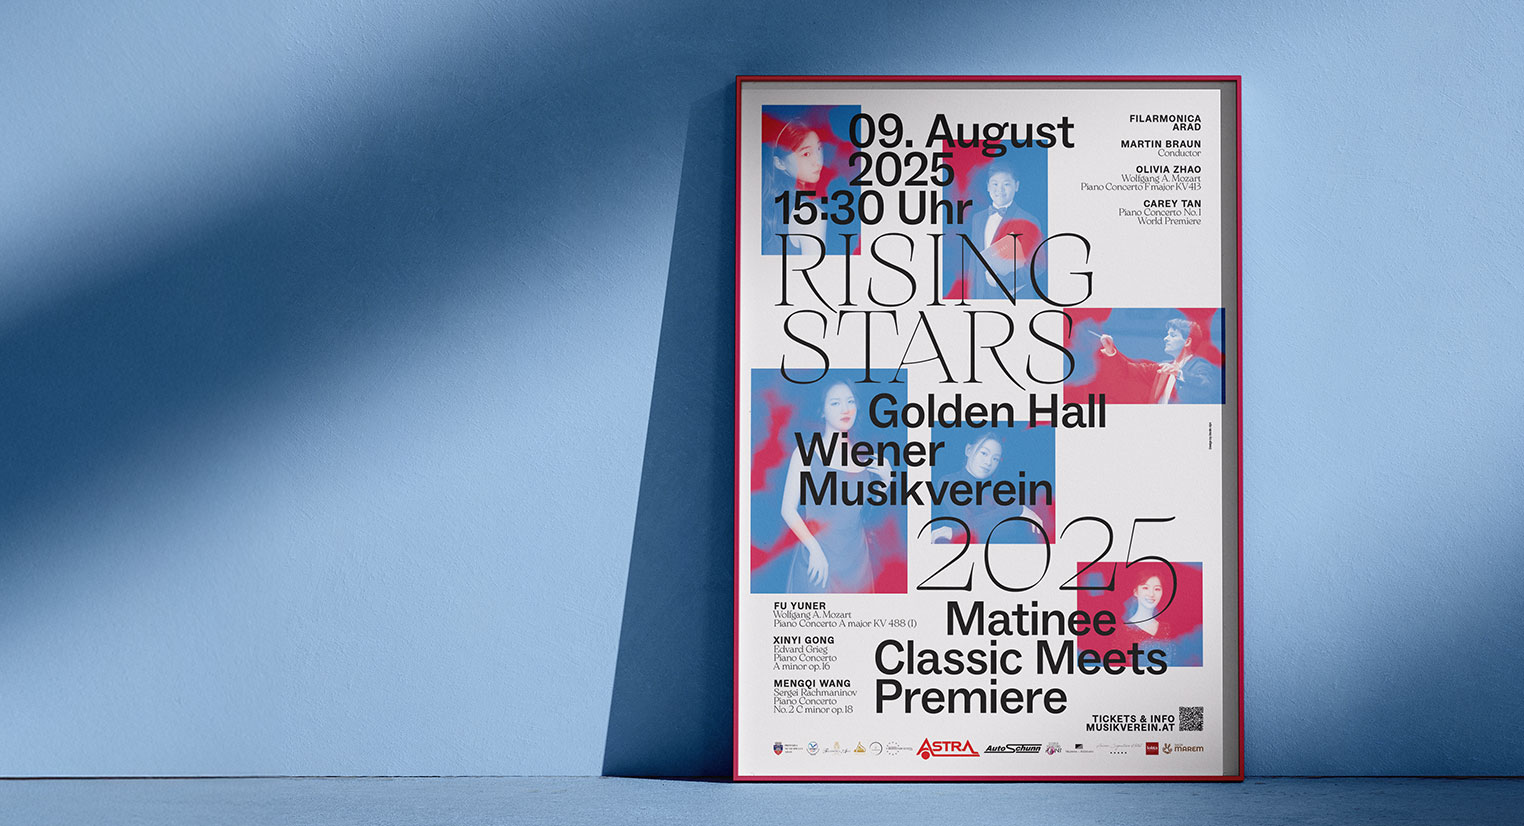 09. August
2025
15:30 Uhr
FILARMONICA
ARAD
MARTIN BRAUN
Conductor
OLIVIA ZHAO
Wolfgang A. Mozart
Piano Concerto F major KV 413
CAREY TAN
Piano Concerto No. 1
World Premiere
RISING
STARS
Golden Hall
Wiener
Musikverein
2025
FU YUNER
Wolfgang A. Mozart
Piano Concerto A major KV 488 (I)
XINYI GONG
Edvard Grieg
Piano Concerto
A minor op. 16
MENGQI WANG
Sergei Rachmaninov
Piano Concerto
No. 2 C minor op. 18
Matinee
Classic Meets
Premiere
TICKETS & INFO
MUSIKVEREIN.AT
ASTRA
AutoSchunn
MAREM